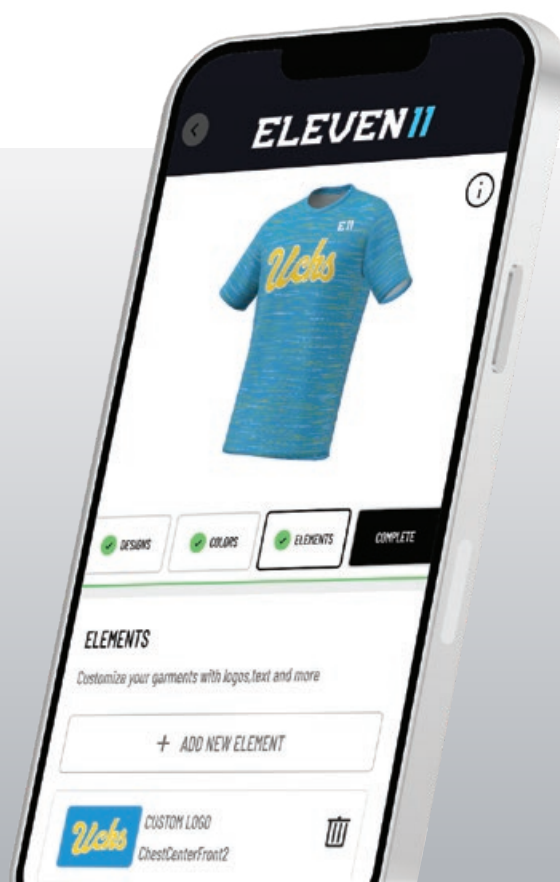 ELEVEN11
E11
Ucks
DESIGNS
COLORS
ELEMENTS
COMPLETE
ELEMENTS
Customize your garments with logos,text and more
+ ADD NEW ELEMENT
Ucks
CUSTOM LOGO
ChestCenterFront2